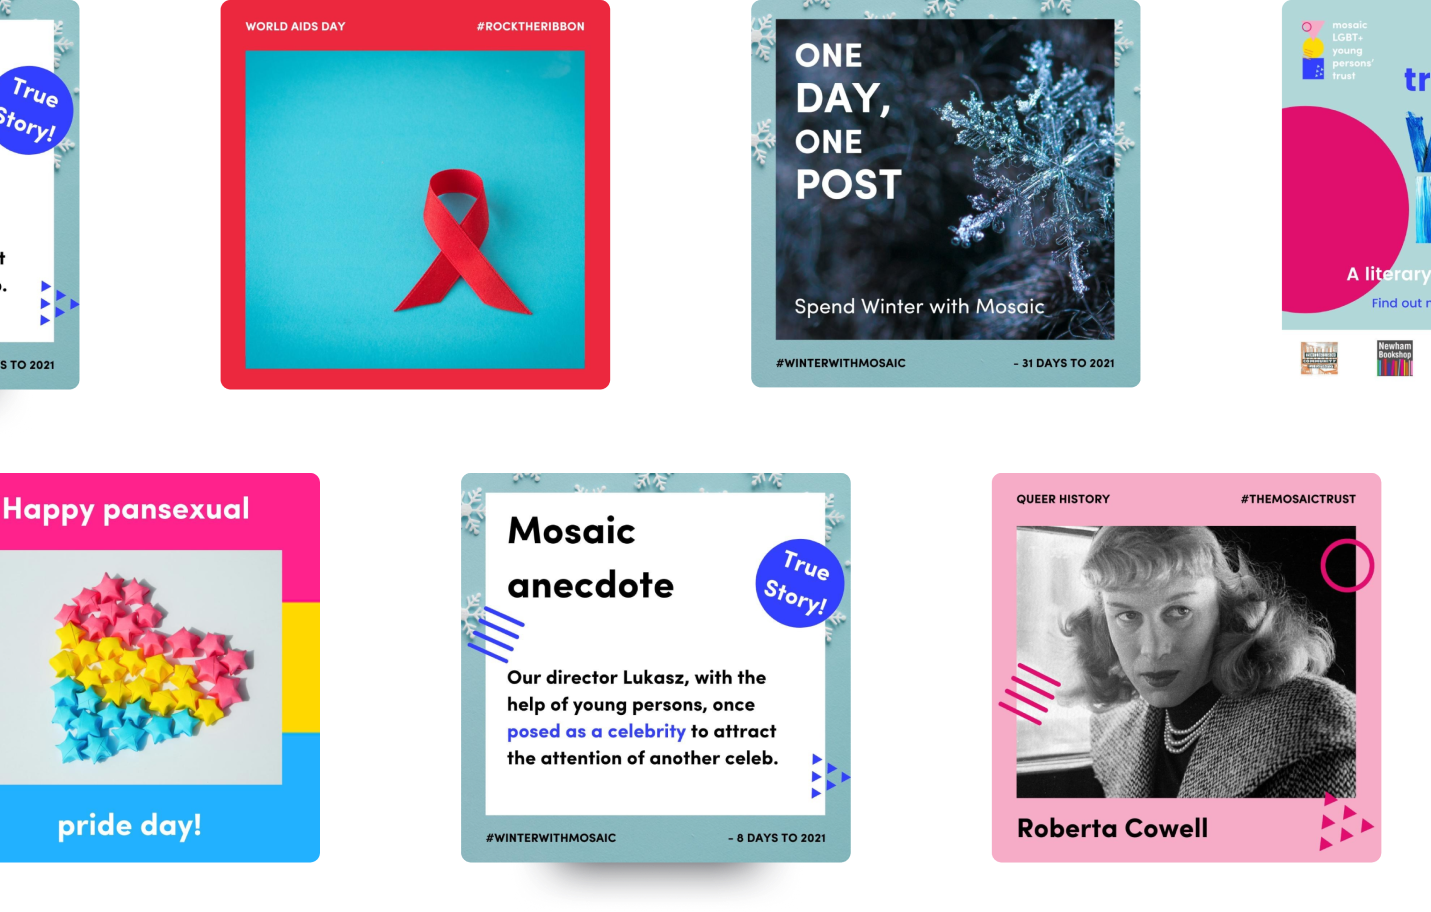 True
Story!
t
.
S TO 2021
WORLD AIDS DAY
#ROCKTHERIBBON
ONE
DAY,
ONE
POST
Spend Winter with Mosaic
#WINTERWITHMOSAIC
- 31 DAYS TO 2021
mosaic
LGBT+
young
persons'
trust
tr
A literary
Find out
Newham
Bookshop
Happy pansexual
pride day!
Mosaic
anecdote
True
Story!
Our director Lukasz, with the
help of young persons, once
posed as a celebrity to attract
the attention of another celeb.
#WINTERWITHMOSAIC
- 8 DAYS TO 2021
QUEER HISTORY
#THEMOSAICTRUST
Roberta Cowell